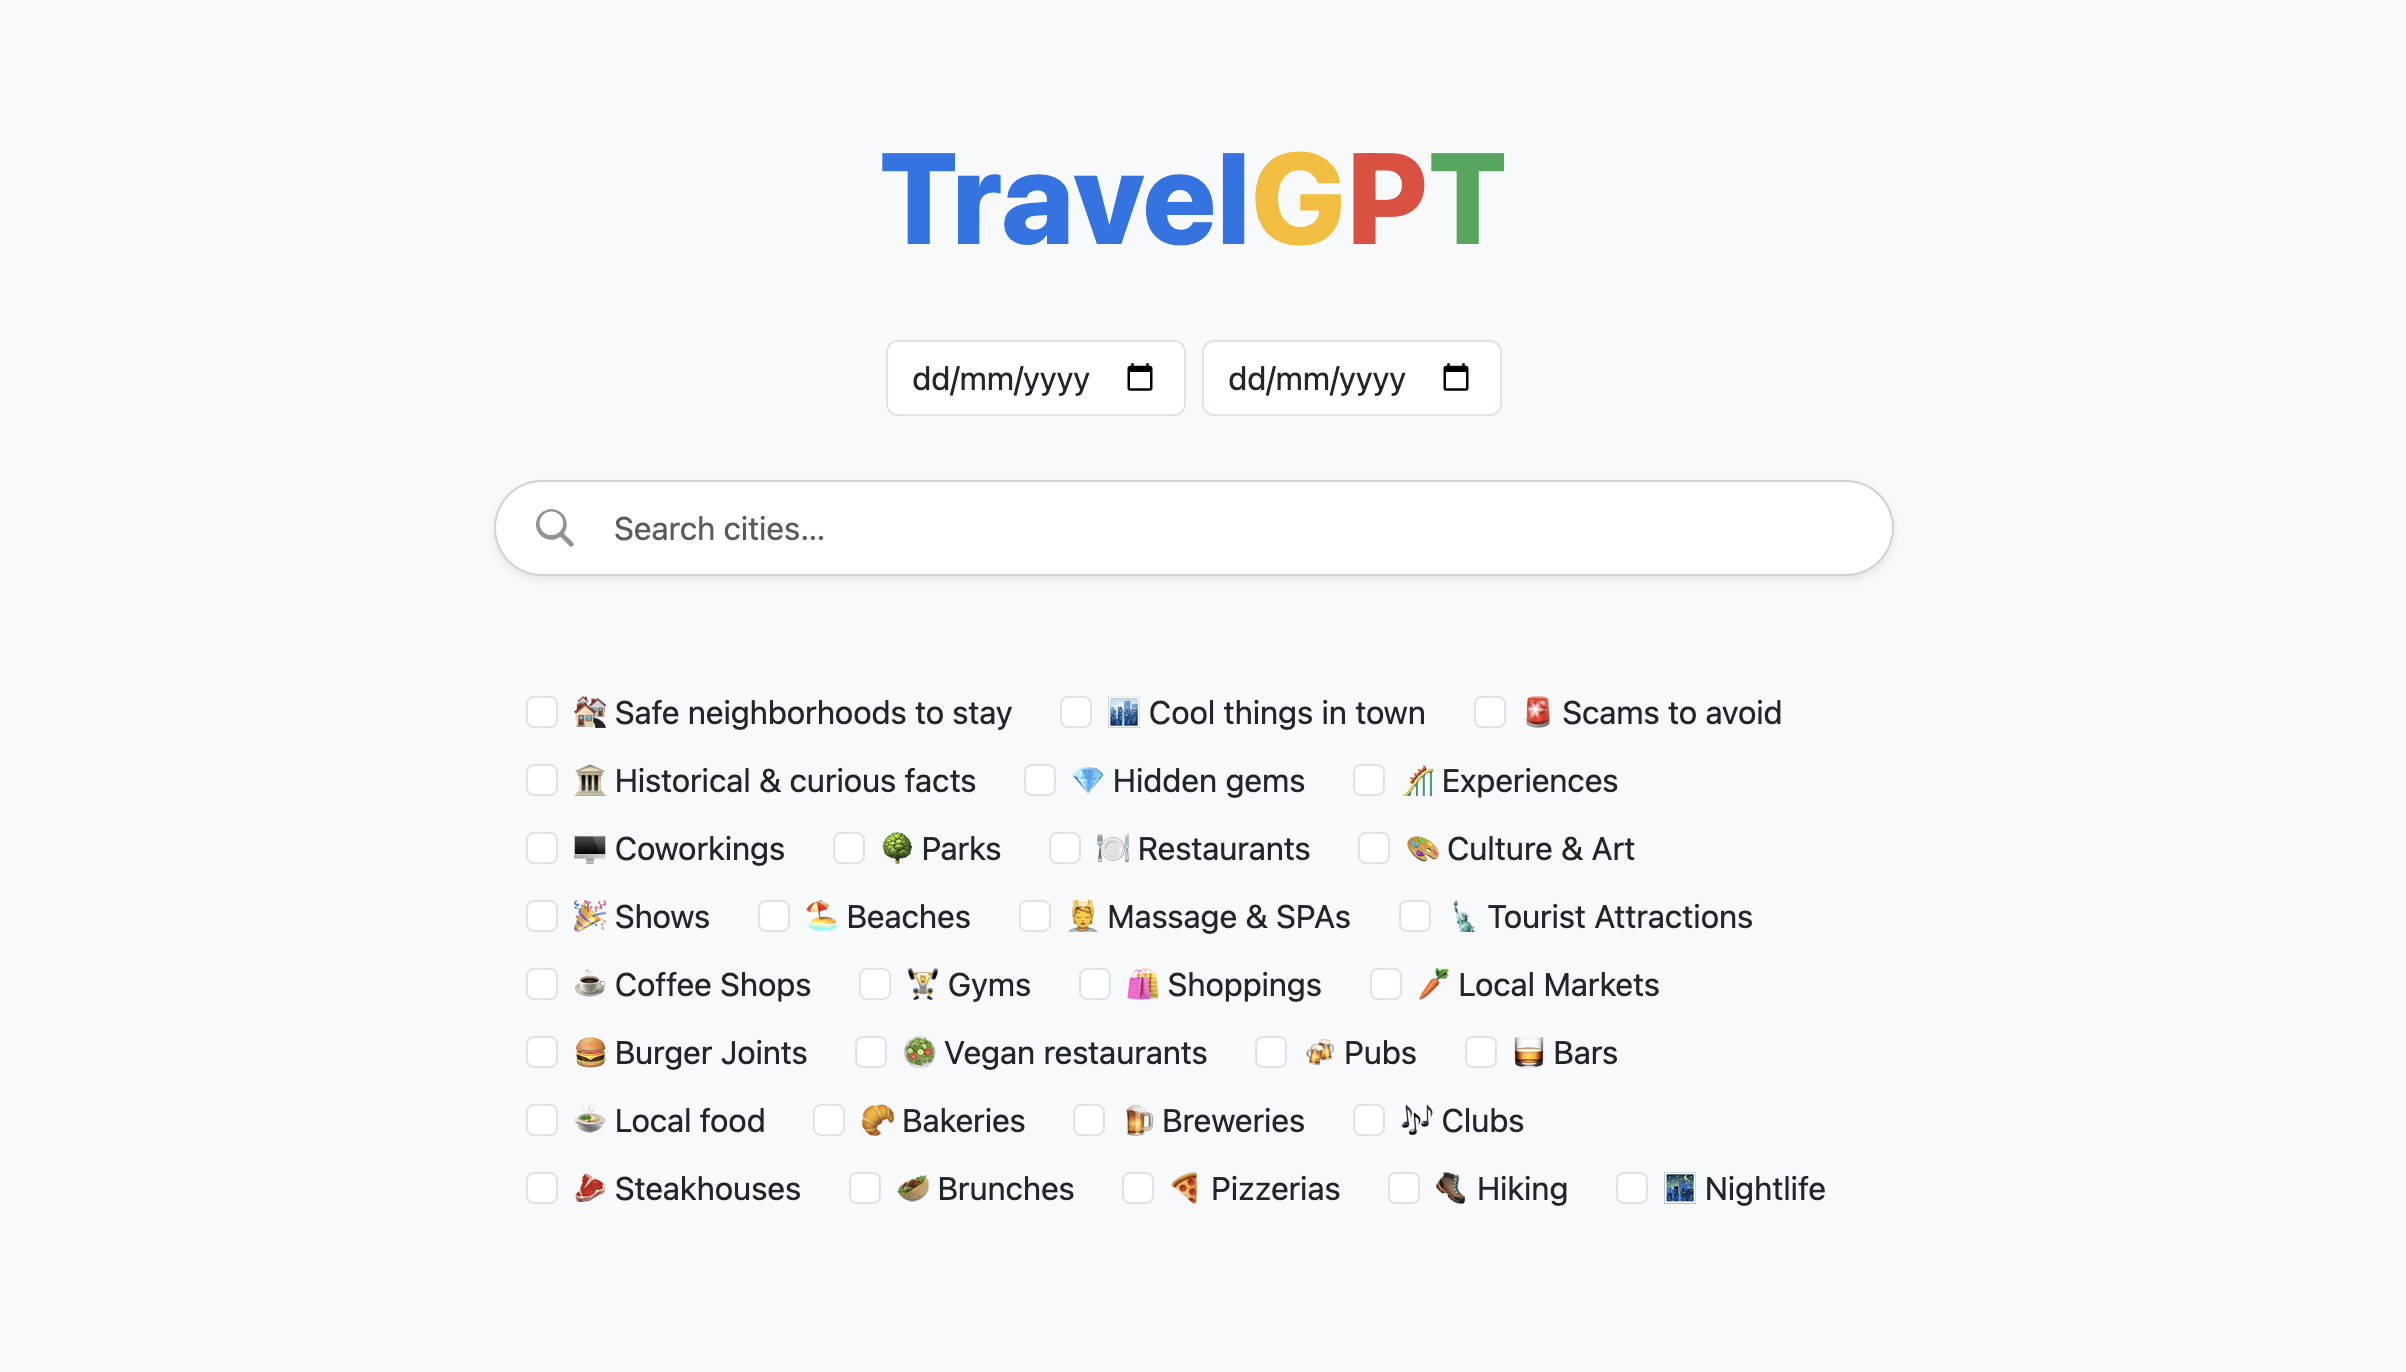 TravelGPT
dd/mm/yyyy dd/mm/yyyy
Search cities...
Safe neighborhoods to stay Cool things in town Scams to avoid
Historical & curious facts Hidden gems Experiences
Coworkings Parks Restaurants Culture & Art
Shows Beaches Massage & SPAs Tourist Attractions
Coffee Shops Gyms Shoppings Local Markets
Burger Joints Vegan restaurants Pubs Bars
Local food Bakeries Breweries Clubs
Steakhouses Brunches Pizzerias Hiking Nightlife